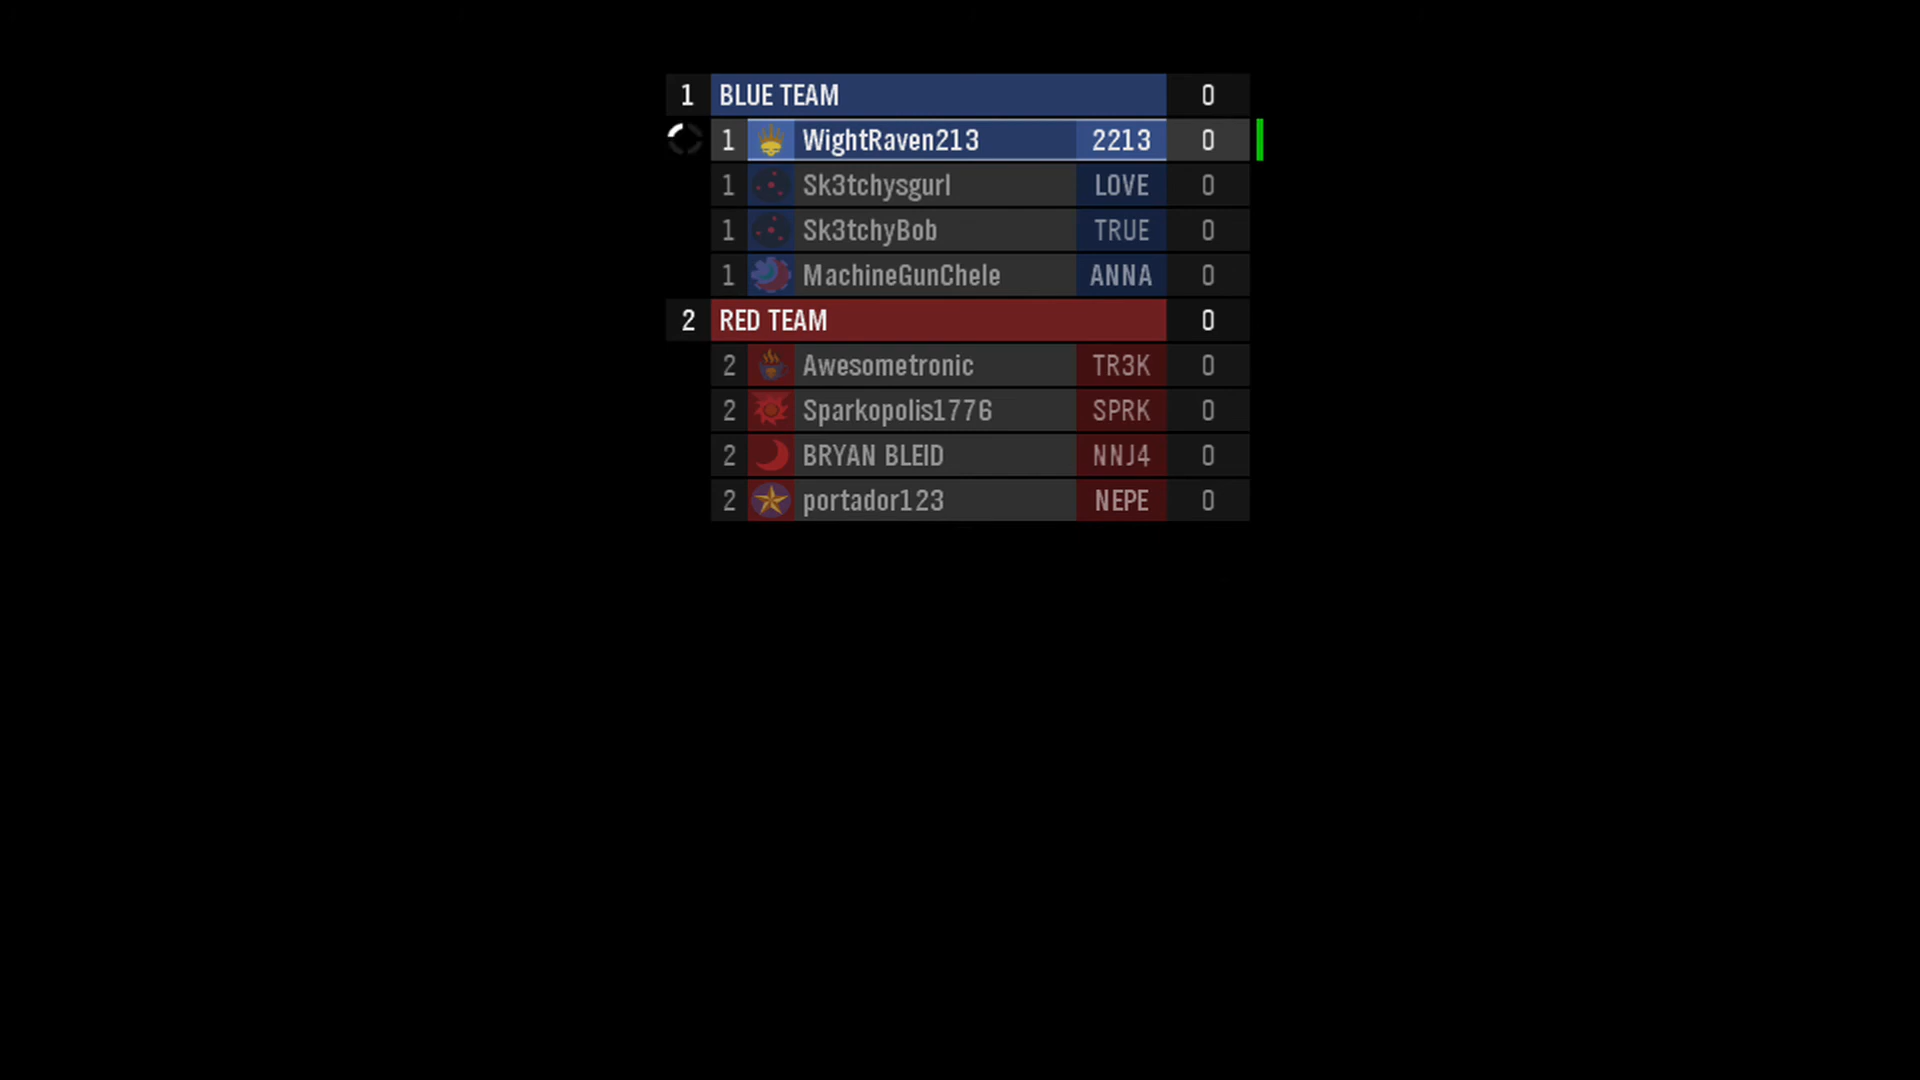 1 BLUE TEAM 0
1 WightRaven213 2213 0
1 Sk3tchysgurl LOVE 0
1 Sk3tchyBob TRUE 0
1 MachineGunChele ANNA 0
2 RED TEAM 0
2 Awesometronic TR3K 0
2 Sparkopolis1776 SPRK 0
2 BRYAN BLEID NNJ4 0
2 portador123 NEPE 0